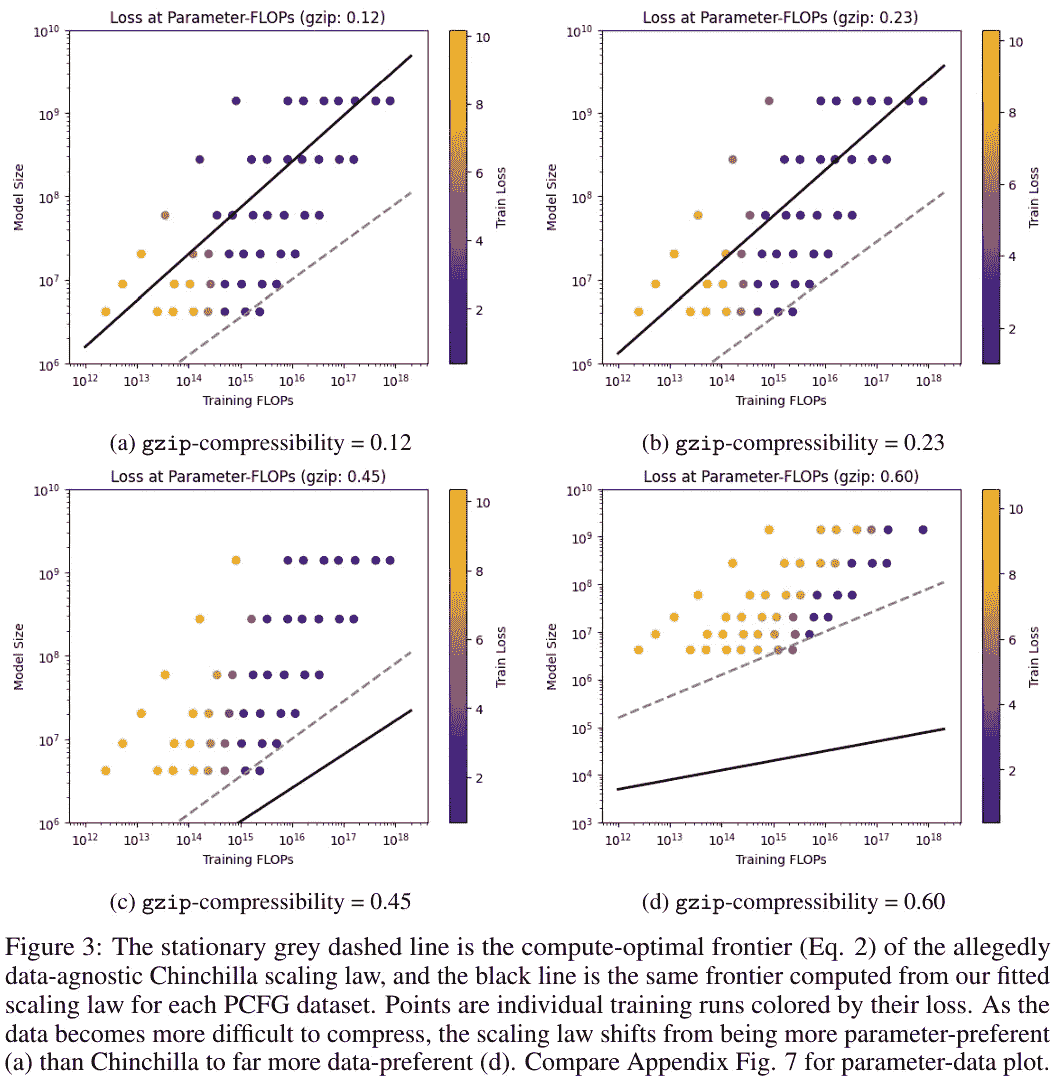 Loss at Parameter-FLOPs (gzip: 0.12)
10^10
10^9
10^8
10^7
10^6
Model Size
10^12 10^13 10^14 10^15 10^16 10^17 10^18
Training FLOPs
10
8
6
4
2
Train Loss
Loss at Parameter-FLOPs (gzip: 0.23)
10^10
10^9
10^8
10^7
10^6
Model Size
10^12 10^13 10^14 10^15 10^16 10^17 10^18
Training FLOPs
10
8
6
4
2
Train Loss
(a) gzip-compressibility = 0.12
(b) gzip-compressibility = 0.23
Loss at Parameter-FLOPs (gzip: 0.45)
10^10
10^9
10^8
10^7
10^6
Model Size
10^12 10^13 10^14 10^15 10^16 10^17 10^18
Training FLOPs
10
8
6
4
2
Train Loss
Loss at Parameter-FLOPs (gzip: 0.60)
10^10
10^9
10^8
10^7
10^6
10^5
10^4
10^3
Model Size
10^12 10^13 10^14 10^15 10^16 10^17 10^18
Training FLOPs
10
8
6
4
2
Train Loss
(c) gzip-compressibility = 0.45
(d) gzip-compressibility = 0.60
Figure 3: The stationary grey dashed line is the compute-optimal frontier (Eq. 2) of the allegedly
data-agnostic Chinchilla scaling law, and the black line is the same frontier computed from our fitted
scaling law for each PCFG dataset. Points are individual training runs colored by their loss. As the
data becomes more difficult to compress, the scaling law shifts from being more parameter-preferent
(a) than Chinchilla to far more data-preferent (d). Compare Appendix Fig. 7 for parameter-data plot.